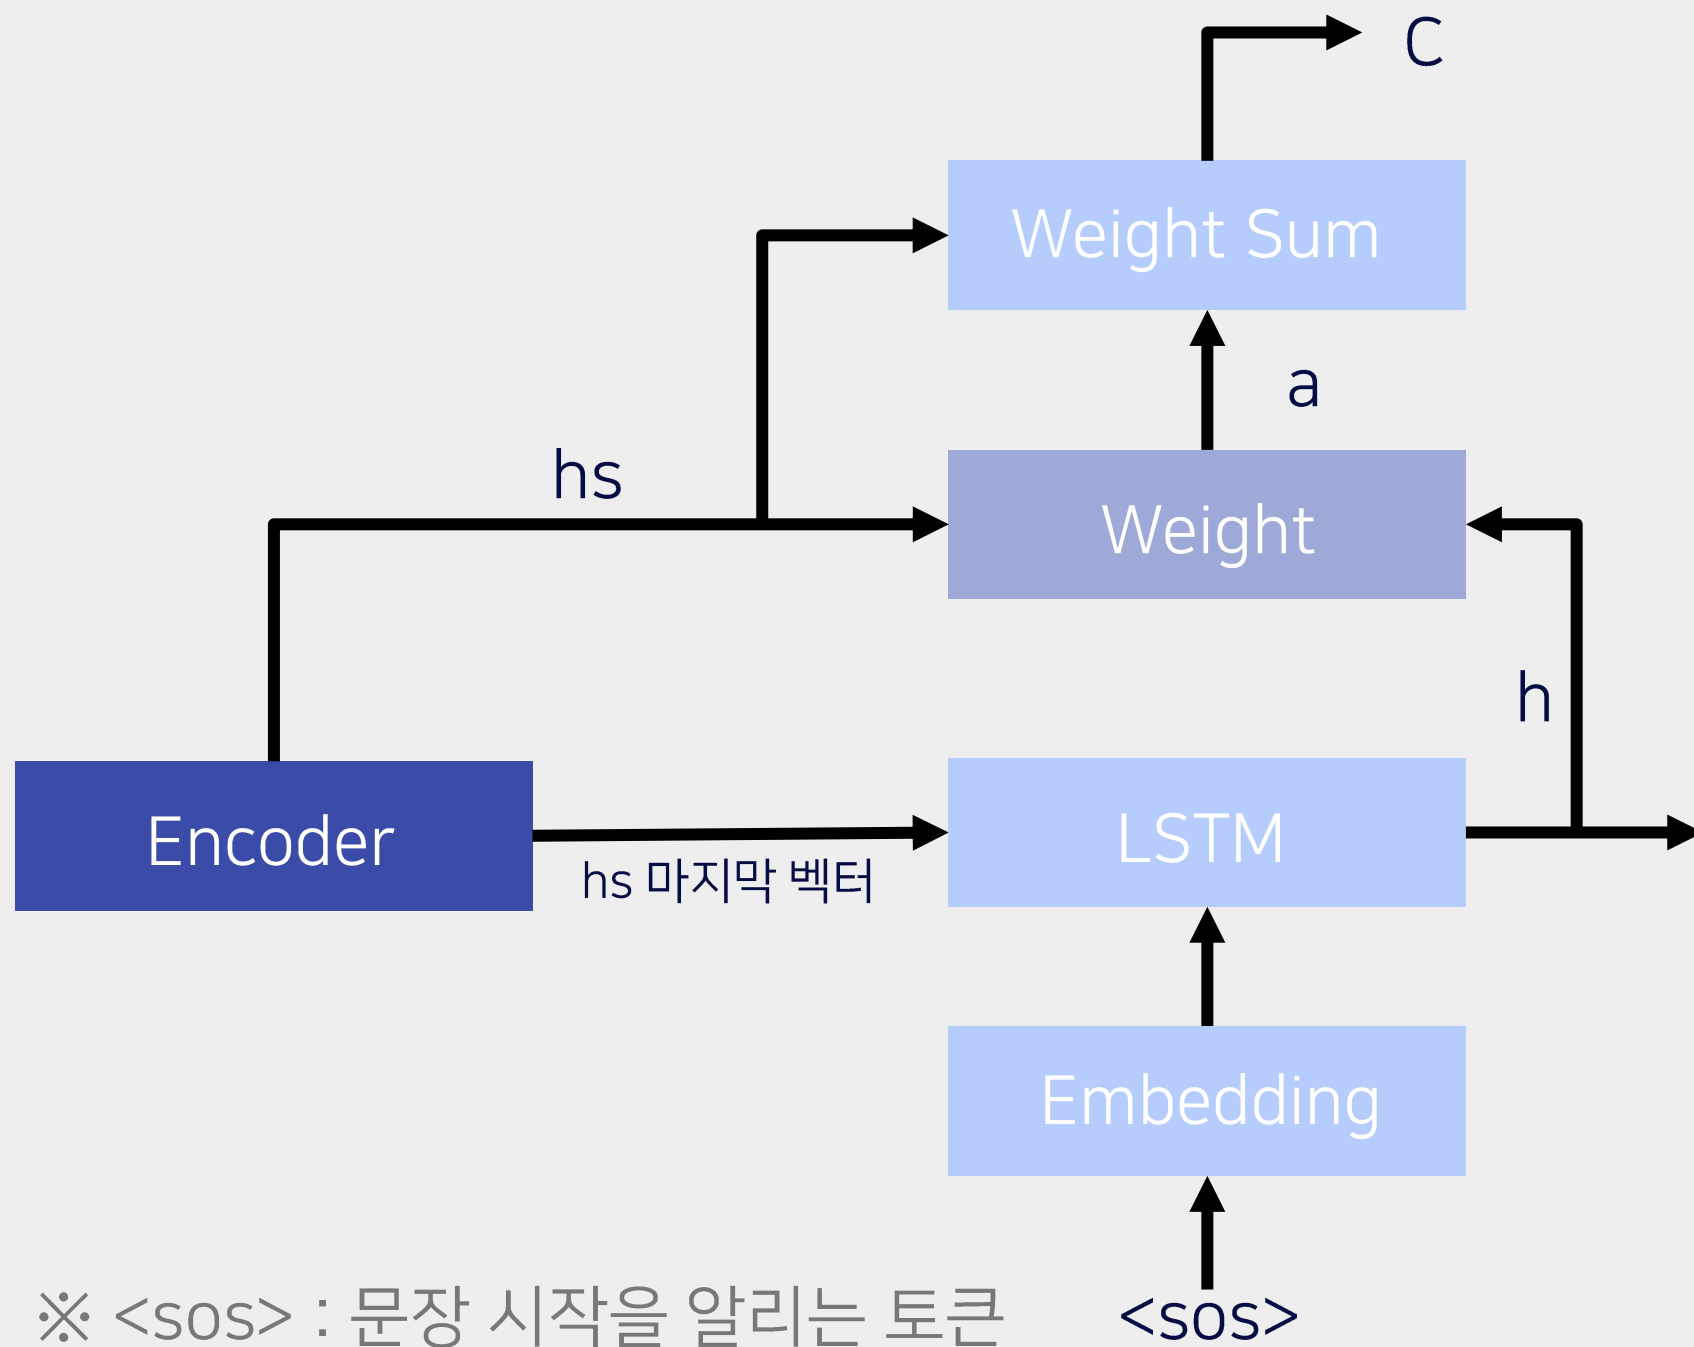 C
Weight Sum
a
hs
Weight
h
Encoder
LSTM
hs 마지막 벡터
Embedding
※ <sos> : 문장 시작을 알리는 토큰
<sos>